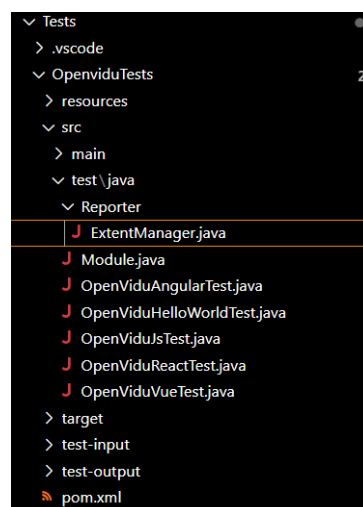 Tests
.vscode
OpenviduTests 2
resources
src
main
test\java
Reporter
J ExtentManager.java
J Module.java
J OpenViduAngularTest.java
J OpenViduHelloWorldTest.java
J OpenViduJsTest.java
J OpenViduReactTest.java
J OpenViduVueTest.java
target
test-input
test-output
pom.xml